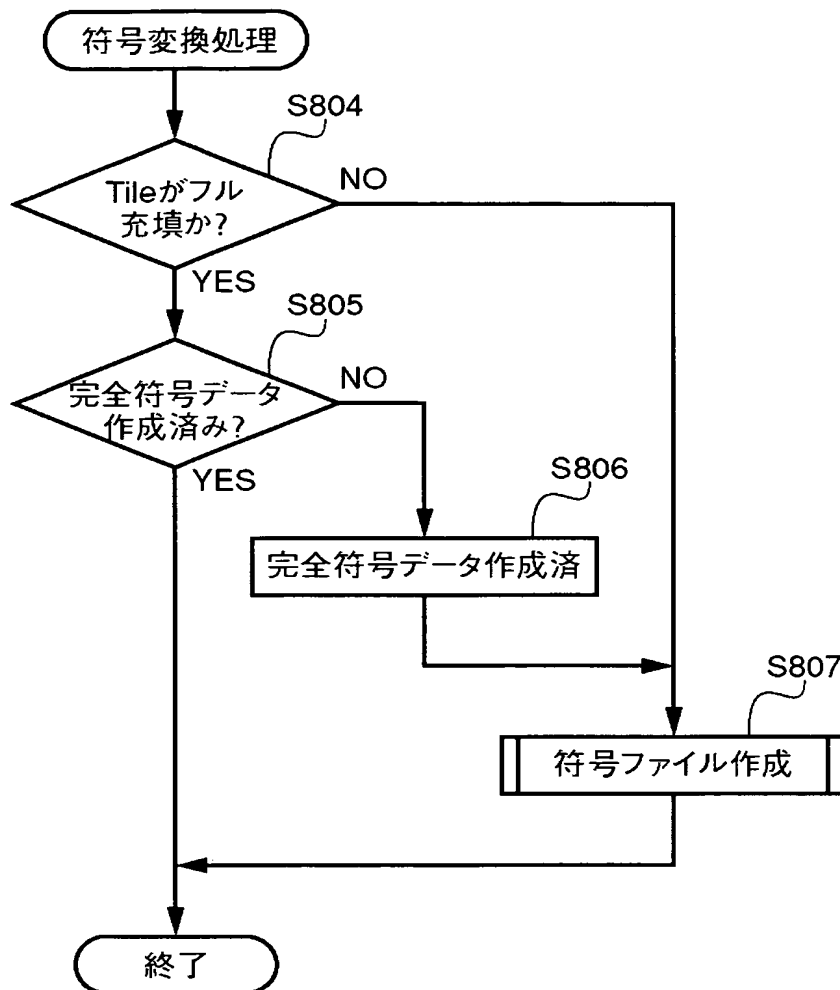 符号変換処理
S804
Tileがフル
充填か?
NO
YES
S805
完全符号データ
作成済み?
NO
YES
S806
完全符号データ作成済
S807
符号ファイル作成
終了